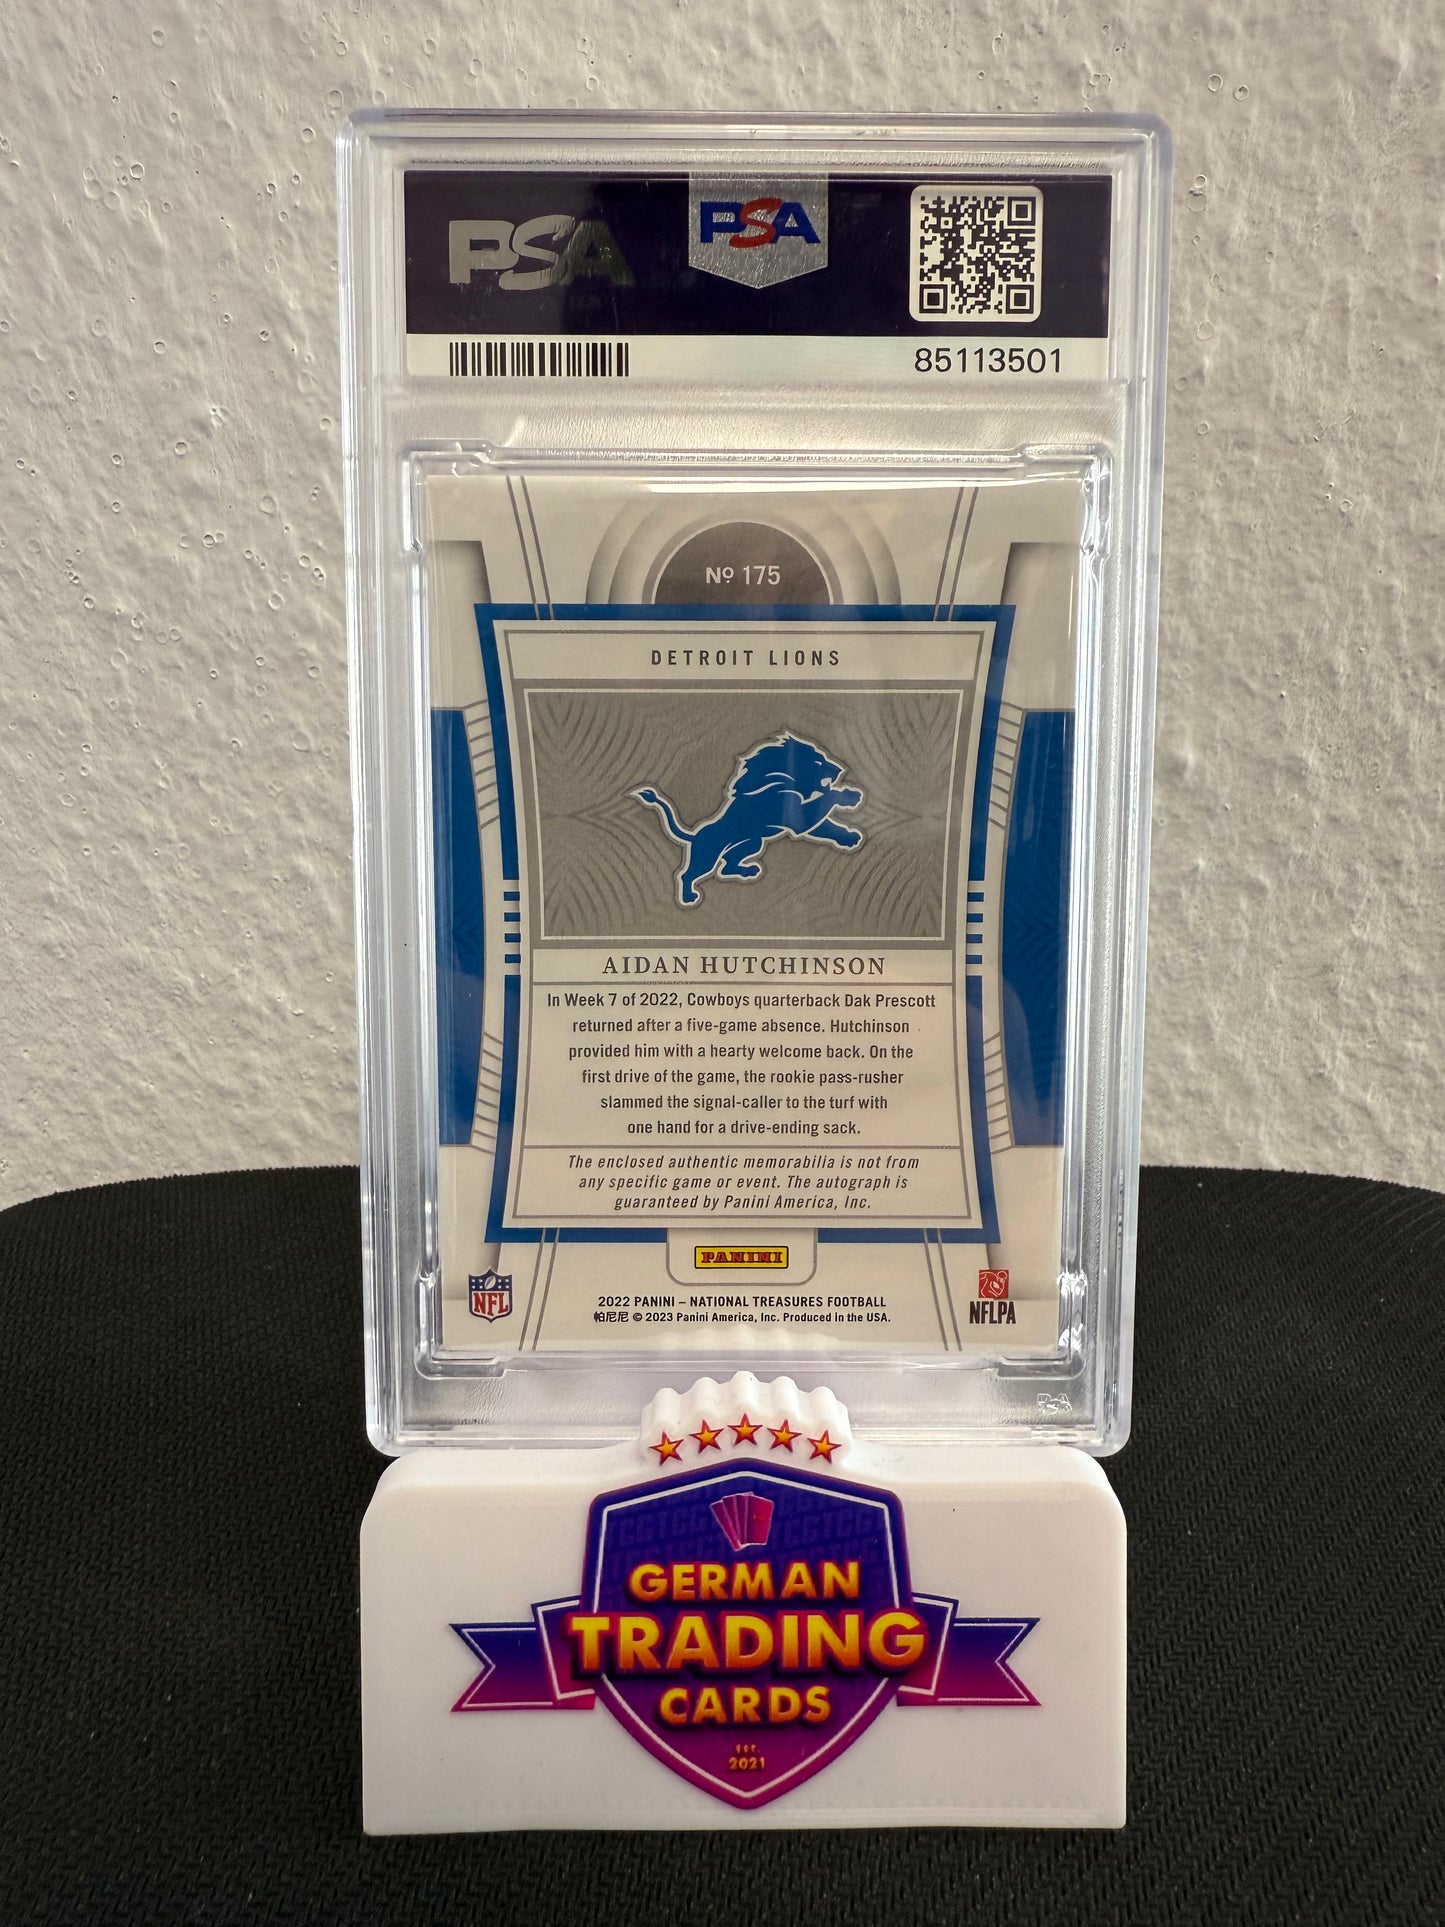 PSA
PSA
85113501
Nº 175
DETROIT LIONS
AIDAN HUTCHINSON
In Week 7 of 2022, Cowboys quarterback Dak Prescott
returned after a five-game absence. Hutchinson
provided him with a hearty welcome back. On the
first drive of the game, the rookie pass-rusher
slammed the signal-caller to the turf with
one hand for a drive-ending sack.
The enclosed authentic memorabilia is not from
any specific game or event. The autograph is
guaranteed by Panini America, Inc.
PANINI
NFL
2022 PANINI – NATIONAL TREASURES FOOTBALL
帕尼尼 © 2023 Panini America, Inc. Produced in the USA.
NFLPA
PSA
GERMAN
TRADING
CARDS
EST.
2021